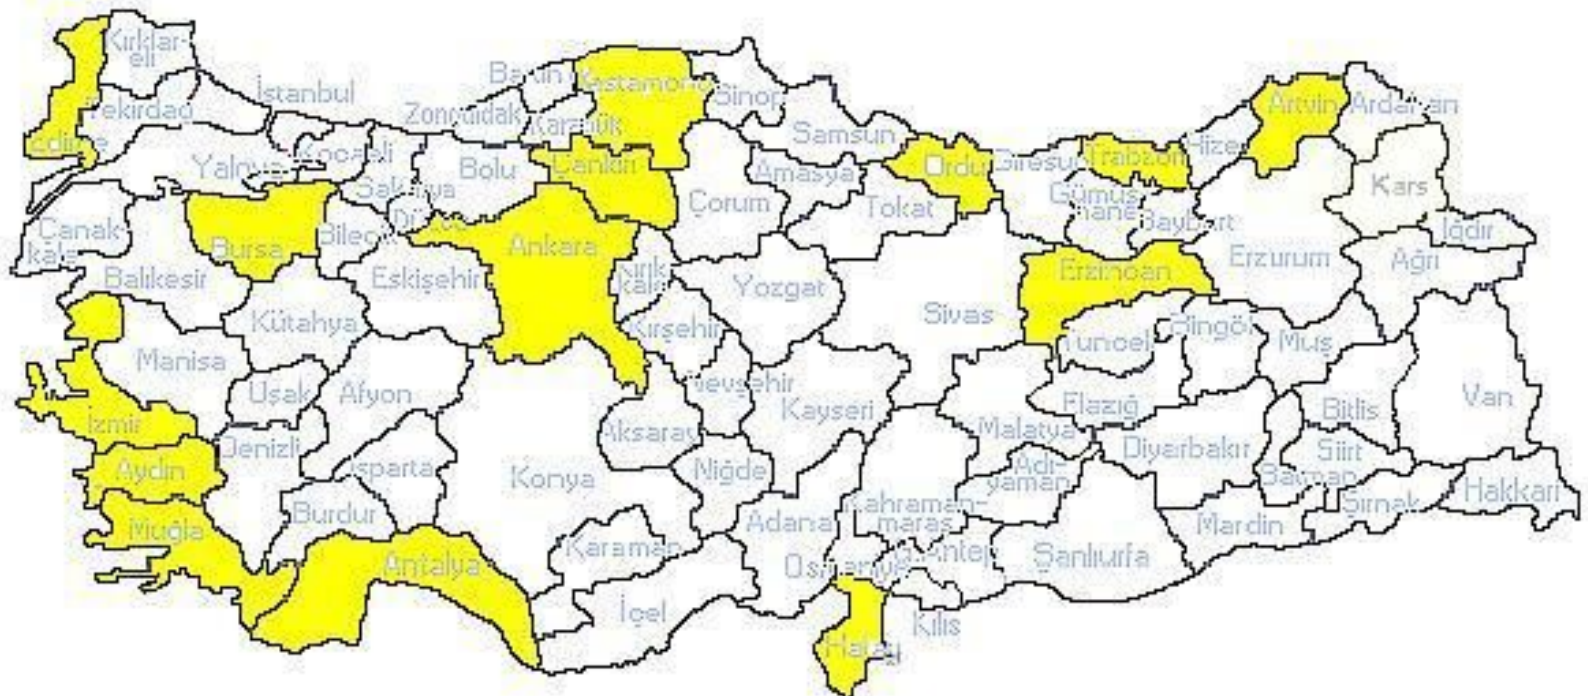 Kırklar-
eli
Tekirdağ
Edirne
İstanbul
Yalova
Kocaeli
Sakarya
Zonguldak
Bartın
Karabük
Kastamonu
Sinop
Samsun
Bolu
Çankırı
Amasya
Ordu
Giresun
Trabzon
Rize
Artvin
Ardahan
Çanak-
kale
Bursa
Bilecik
Düzce
Ankara
Çorum
Tokat
Gümüş-
hane
Bayburt
Kars
Iğdır
Balıkesir
Eskişehir
Kırık-
kale
Yozgat
Sivas
Erzincan
Erzurum
Ağrı
Kütahya
Kırşehir
Tunceli
Bingöl
Muş
Manisa
Uşak
Afyon
Nevşehir
Kayseri
Malatya
Elazığ
Bitlis
Van
İzmir
Aydın
Denizli
Isparta
Konya
Aksaray
Niğde
Adı-
yaman
Diyarbakır
Batman
Siirt
Şırnak
Hakkari
Muğla
Burdur
Antalya
Karaman
Adana
Kahraman-
maraş
Osmaniye
G.Antep
Şanlıurfa
Mardin
İçel
Kilis
Hatay